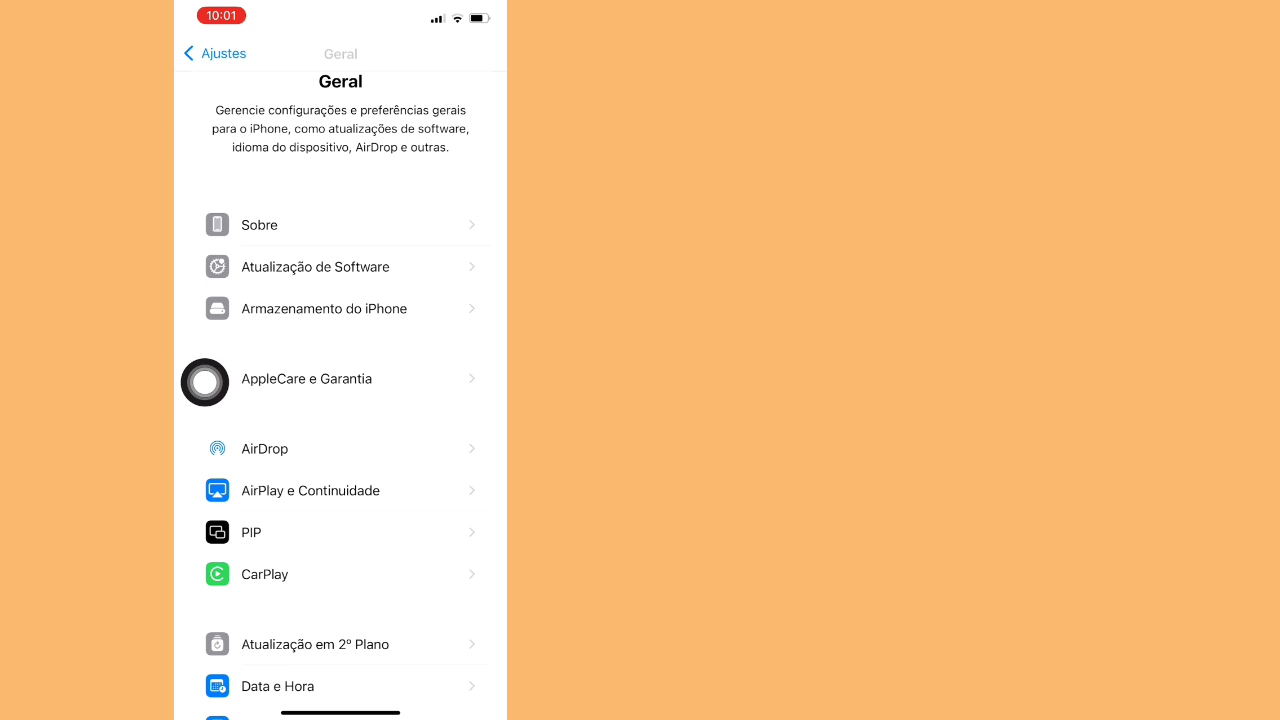 10:01
Ajustes
Geral
Geral
Gerencie configurações e preferências gerais
para o iPhone, como atualizações de software,
idioma do dispositivo, AirDrop e outras.
Sobre
Atualização de Software
Armazenamento do iPhone
AppleCare e Garantia
AirDrop
AirPlay e Continuidade
PIP
CarPlay
Atualização em 2º Plano
Data e Hora